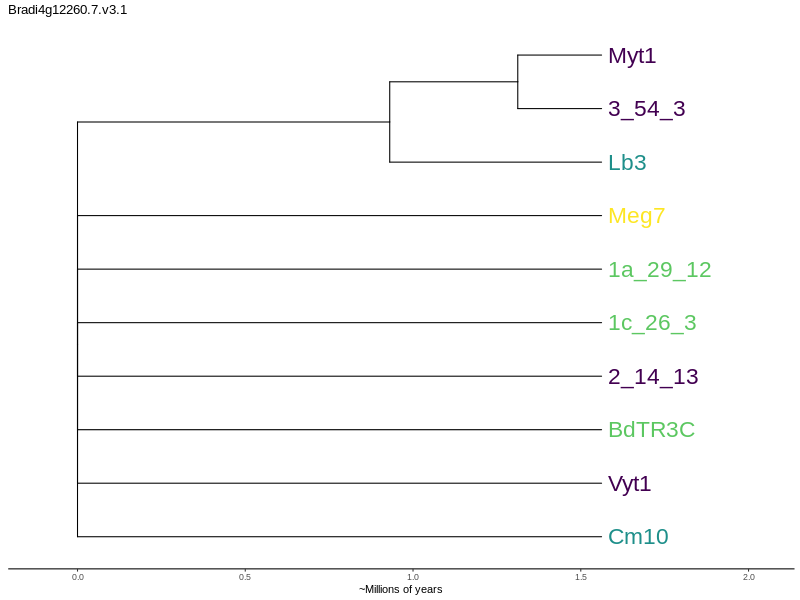 Bradi4g12260.7.v3.1
Myt1
3_54_3
Lb3
Meg7
1a_29_12
1c_26_3
2_14_13
BdTR3C
Vyt1
Cm10
0.0 0.5 1.0 1.5 2.0
~Millions of years